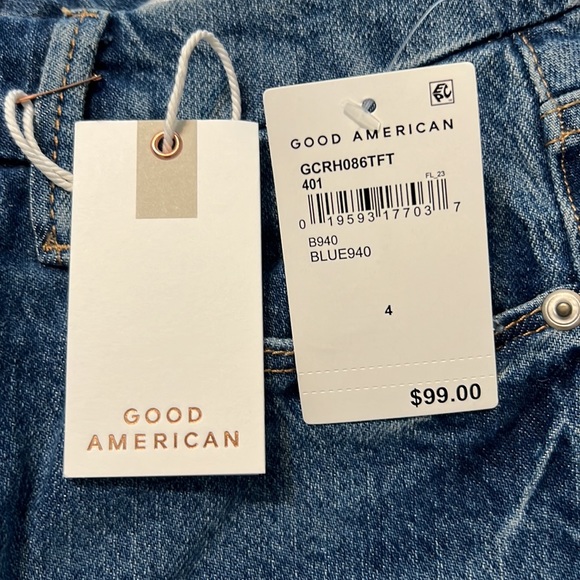 GOOD
AMERICAN
GOOD AMERICAN
GCRH086TFT
401
FL_23
0 19593 17703 7
B940
BLUE940
4
$99.00